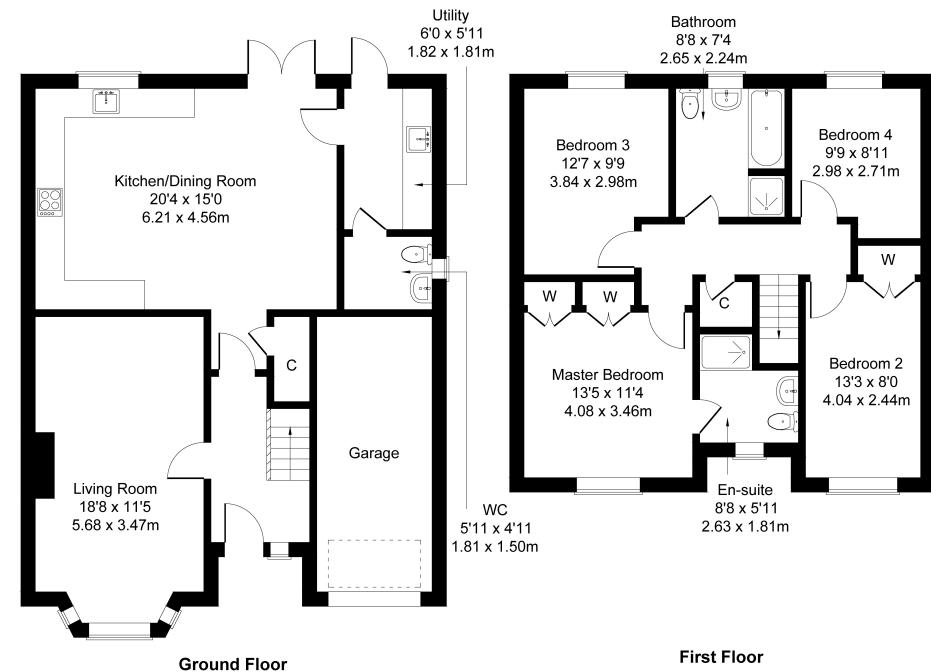 Utility
6'0 x 5'11
1.82 x 1.81m
Kitchen/Dining Room
20'4 x 15'0
6.21 x 4.56m
C
Living Room
18'8 x 11'5
5.68 x 3.47m
Garage
WC
5'11 x 4'11
1.81 x 1.50m
Ground Floor
Bathroom
8'8 x 7'4
2.65 x 2.24m
Bedroom 3
12'7 x 9'9
3.84 x 2.98m
Bedroom 4
9'9 x 8'11
2.98 x 2.71m
W
W
W
C
Master Bedroom
13'5 x 11'4
4.08 x 3.46m
Bedroom 2
13'3 x 8'0
4.04 x 2.44m
En-suite
8'8 x 5'11
2.63 x 1.81m
First Floor